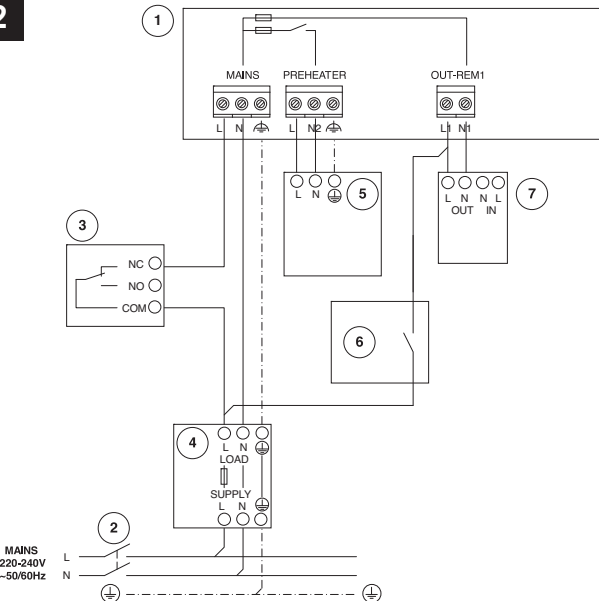 2
1
MAINS PREHEATER OUT-REM1
L N L N2 L1 N1
L N
5
L N N L
OUT IN
7
3
NC
NO
COM
6
4
L N
LOAD
SUPPLY
L N
2
MAINS
220-240V
~50/60Hz
L
N